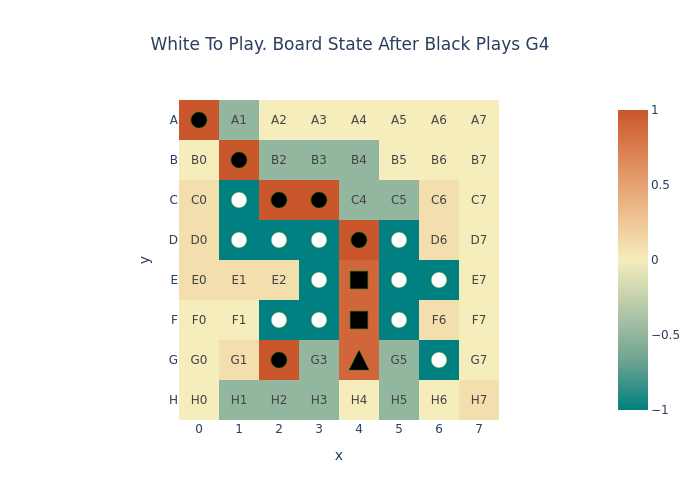 White To Play. Board State After Black Plays G4
A A1 A2 A3 A4 A5 A6 A7
B B0 B2 B3 B4 B5 B6 B7
C C0 C4 C5 C6 C7
D D0 D6 D7
E E0 E1 E2 E7
F F0 F1 F6 F7
G G0 G1 G3 G5 G7
H H0 H1 H2 H3 H4 H5 H6 H7
0 1 2 3 4 5 6 7
x
y
1
0.5
0
−0.5
−1